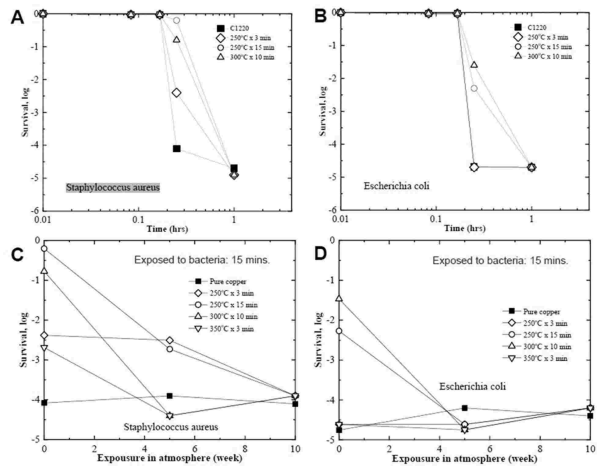 A
0
-1
-2
-3
-4
-5
-6
Survival, log
C1220
250°C x 3 min
250°C x 15 min
300°C x 10 min
Staphylococcus aureus
0.01
0.1
1
Time (hrs)
B
0
-1
-2
-3
-4
-5
-6
Survival, log
C1220
250°C x 3 min
250°C x 15 min
300°C x 10 min
Escherichia coli
0.01
0.1
1
Time (hrs)
C
0
-1
-2
-3
-4
-5
Survival, log
Exposed to bacteria: 15 mins.
Pure copper
250°C x 3 min
250°C x 15 min
300°C x 10 min
350°C x 3 min
Staphylococcus aureus
0
2
4
6
8
10
Expousure in atmosphere (week)
D
0
-1
-2
-3
-4
-5
Survival, log
Exposed to bacteria: 15 mins.
Pure copper
250°C x 3 min
250°C x 15 min
300°C x 10 min
350°C x 3 min
Escherichia coli
0
2
4
6
8
10
Expousure in atmosphere (week)